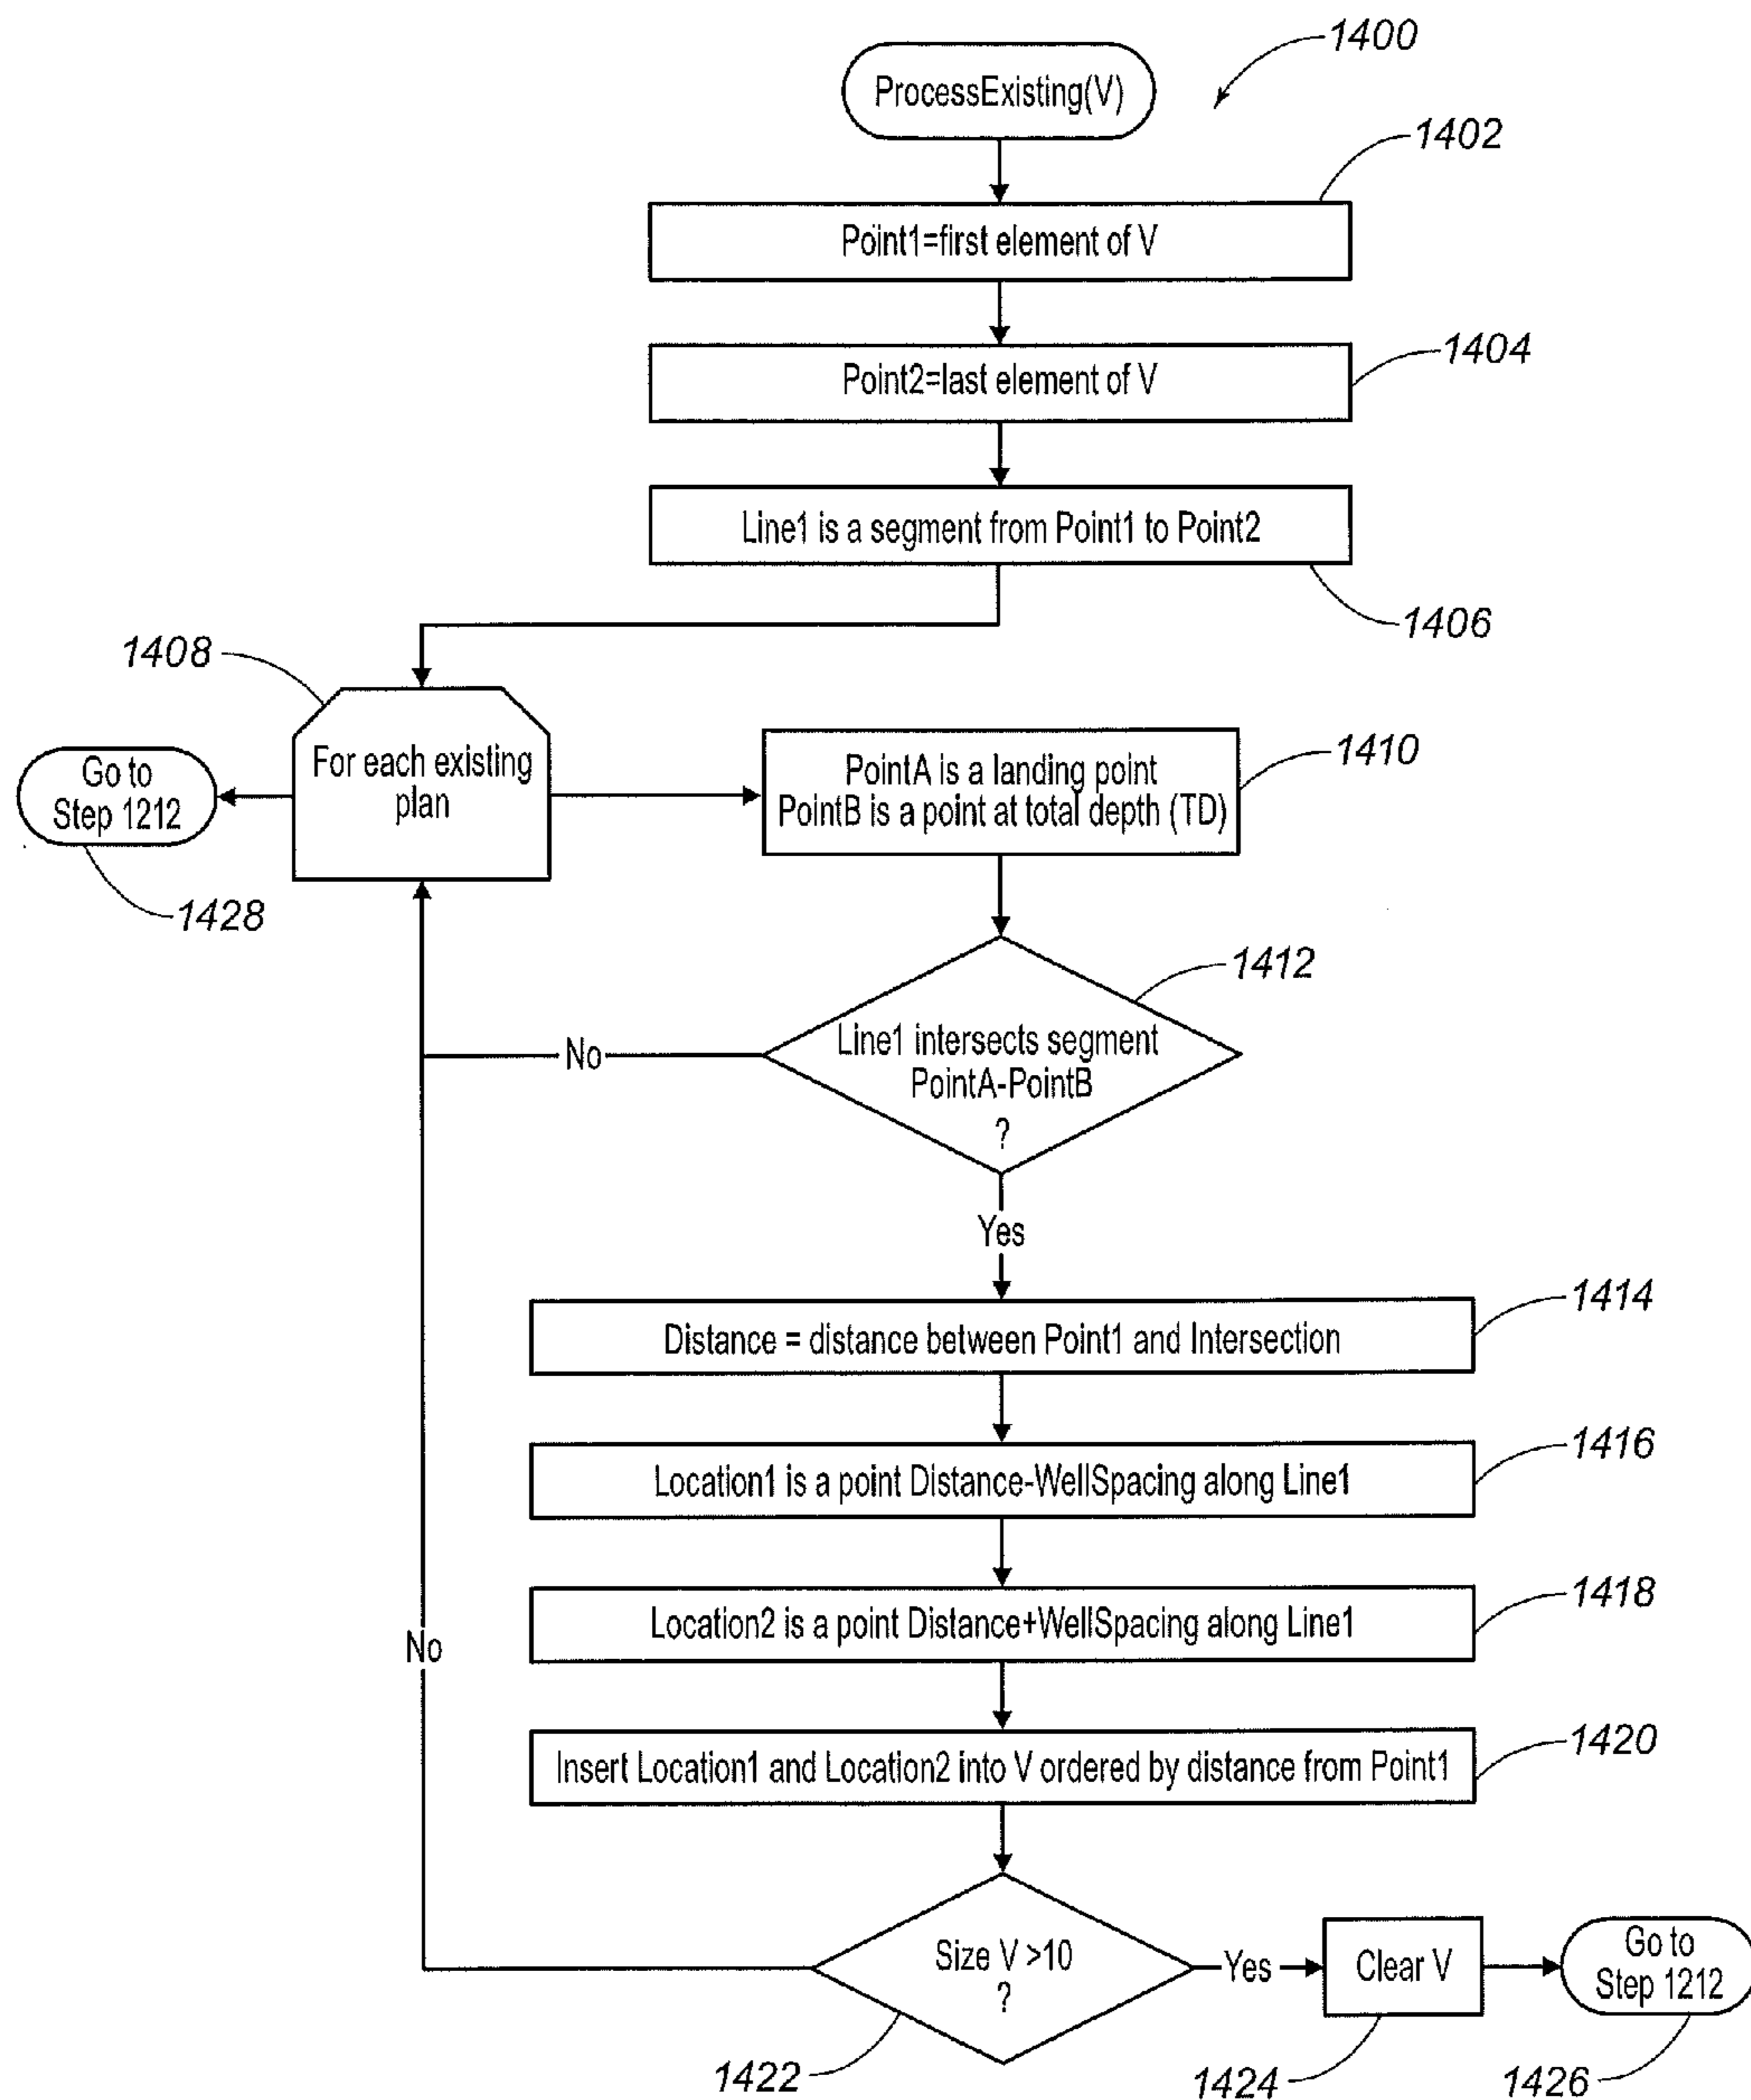 1400
ProcessExisting(V)
1402
Point1=first element of V
1404
Point2=last element of V
Line1 is a segment from Point1 to Point2
1406
1408
For each existing
plan
Go to
Step 1212
1428
1410
PointA is a landing point
PointB is a point at total depth (TD)
1412
Line1 intersects segment
PointA-PointB
?
No
Yes
1414
Distance = distance between Point1 and Intersection
1416
Location1 is a point Distance-WellSpacing along Line1
1418
Location2 is a point Distance+WellSpacing along Line1
No
1420
Insert Location1 and Location2 into V ordered by distance from Point1
Size V >10
?
Yes
Clear V
Go to
Step 1212
1422
1424
1426